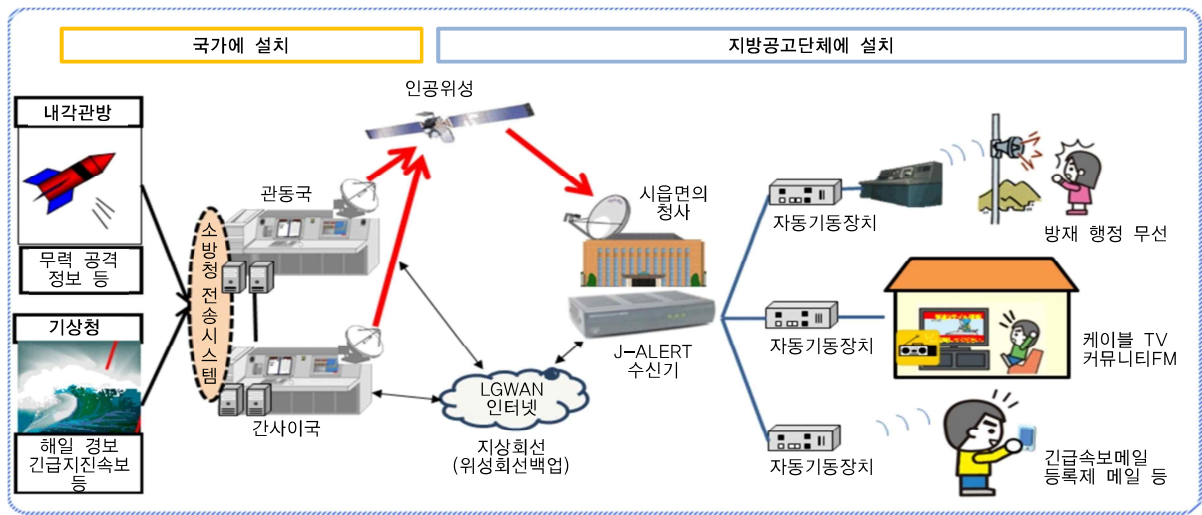 국가에 설치
지방공고단체에 설치
내각관방
무력 공격
정보 등
기상청
해일 경보
긴급지진속보
등
소방청 전송시스템
관동국
간사이국
인공위성
LGWAN
인터넷
지상회선
(위성회선백업)
시읍면의
청사
J-ALERT
수신기
자동기동장치
방재 행정 무선
자동기동장치
케이블 TV
커뮤니티FM
자동기동장치
긴급속보메일
등록제 메일 등